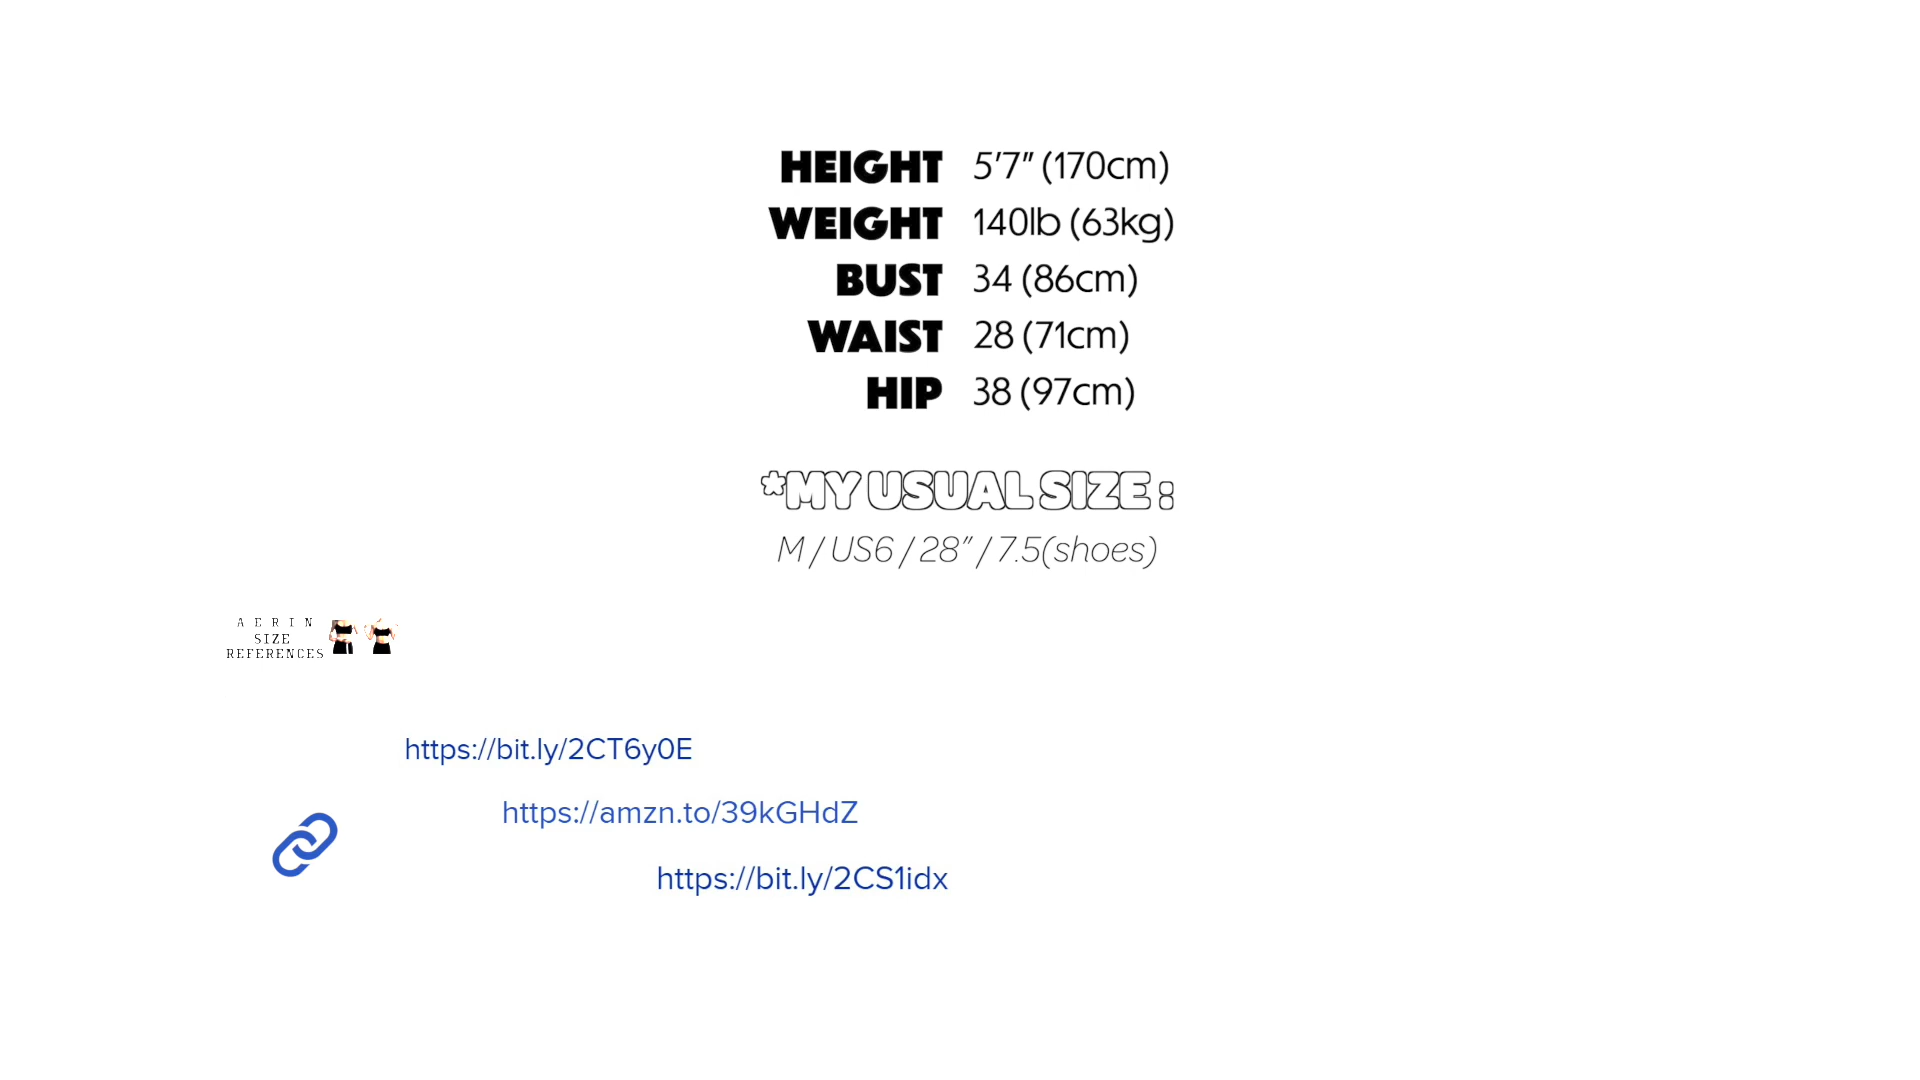 HEIGHT 5'7" (170cm)
WEIGHT 140lb (63kg)
BUST 34 (86cm)
WAIST 28 (71cm)
HIP 38 (97cm)
*MY USUAL SIZE :
M / US6 / 28" / 7.5(shoes)
AERIN
SIZE
REFERENCES
https://bit.ly/2CT6y0E
https://amzn.to/39kGHdZ
https://bit.ly/2CS1idx